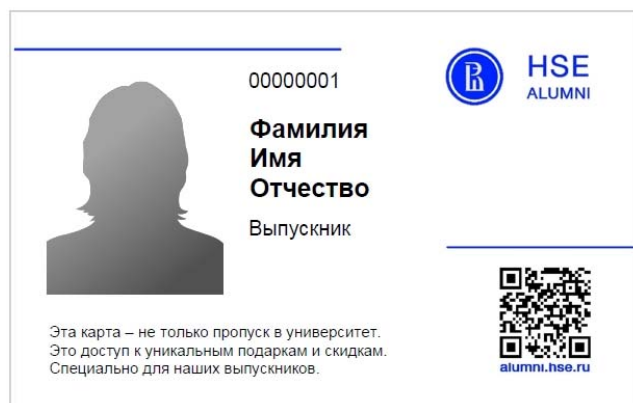 00000001
Фамилия
Имя
Отчество
Выпускник
HSE
ALUMNI
Эта карта – не только пропуск в университет.
Это доступ к уникальным подаркам и скидкам.
Специально для наших выпускников.
alumni.hse.ru